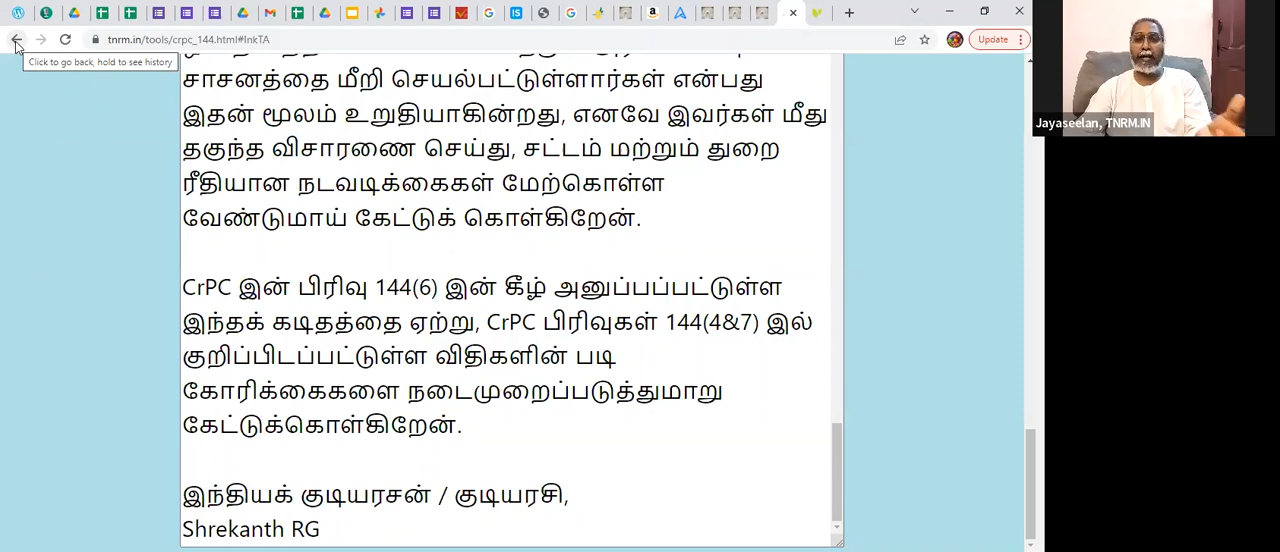 tnrm.in/tools/crpc_144.html#lnkTA
Update
Click to go back, hold to see history
Jayaseelan, TNRM.IN
சாசனத்தை மீறி செயல்பட்டுள்ளார்கள் என்பது
இதன் மூலம் உறுதியாகின்றது, எனவே இவர்கள் மீது
தகுந்த விசாரணை செய்து, சட்டம் மற்றும் துறை
ரீதியான நடவடிக்கைகள் மேற்கொள்ள
வேண்டுமாய் கேட்டுக் கொள்கிறேன்.
CrPC இன் பிரிவு 144(6) இன் கீழ் அனுப்பப்பட்டுள்ள
இந்தக் கடிதத்தை ஏற்று, CrPC பிரிவுகள் 144(4&7) இல்
குறிப்பிடப்பட்டுள்ள விதிகளின் படி
கோரிக்கைகளை நடைமுறைப்படுத்துமாறு
கேட்டுக்கொள்கிறேன்.
இந்தியக் குடியரசன் / குடியரசி,
Shrekanth RG